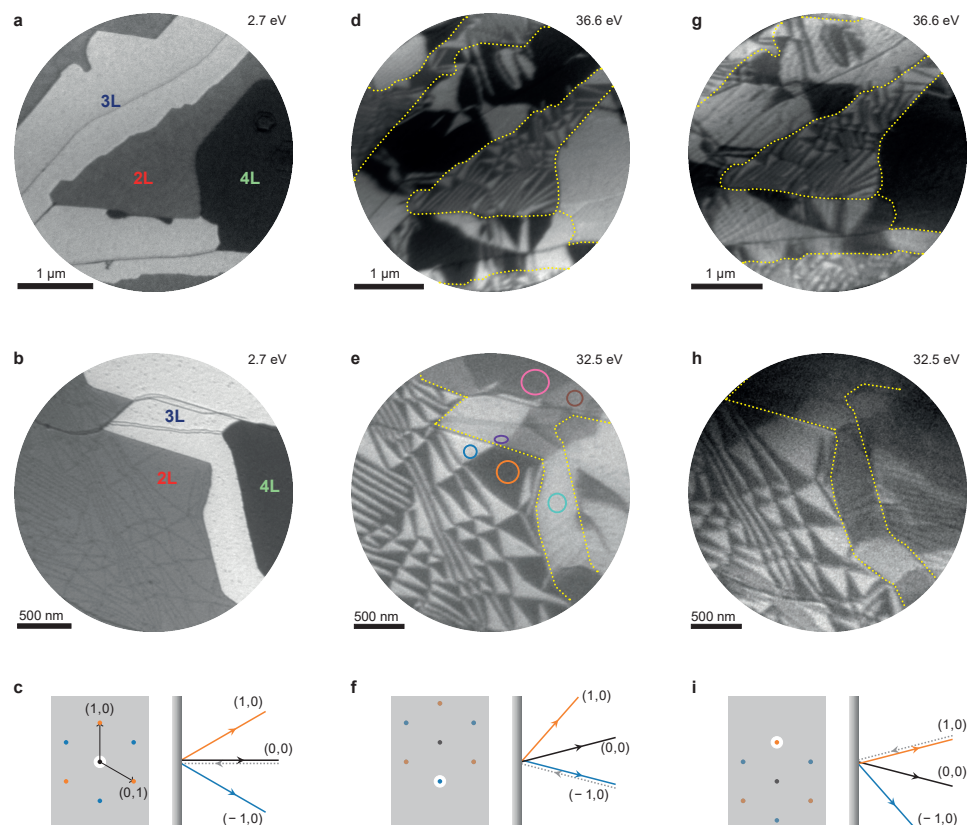 a 2.7 eV
3L
2L
4L
1 µm
d 36.6 eV
1 µm
g 36.6 eV
1 µm
b 2.7 eV
3L
2L
4L
500 nm
e 32.5 eV
500 nm
h 32.5 eV
500 nm
c
(1,0)
(0,1)
(1,0)
(0,0)
(−1,0)
f
(1,0)
(0,0)
(−1,0)
i
(1,0)
(0,0)
(−1,0)